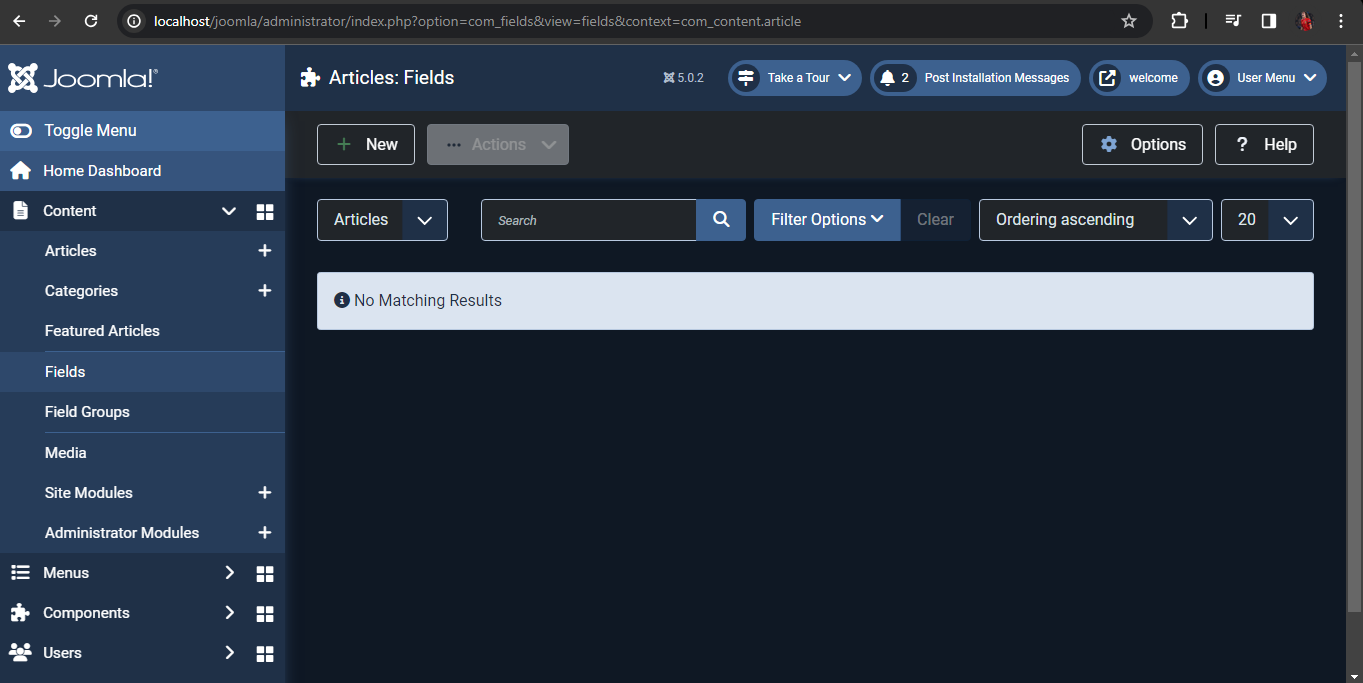 localhost/joomla/administrator/index.php?option=com_fields&view=fields&context=com_content.article
Joomla!®
Articles: Fields
5.0.2
Take a Tour
2
Post Installation Messages
welcome
User Menu
Toggle Menu
Home Dashboard
Content
Articles
Categories
Featured Articles
Fields
Field Groups
Media
Site Modules
Administrator Modules
Menus
Components
Users
New
Actions
Options
? Help
Articles
Search
Filter Options
Clear
Ordering ascending
20
No Matching Results